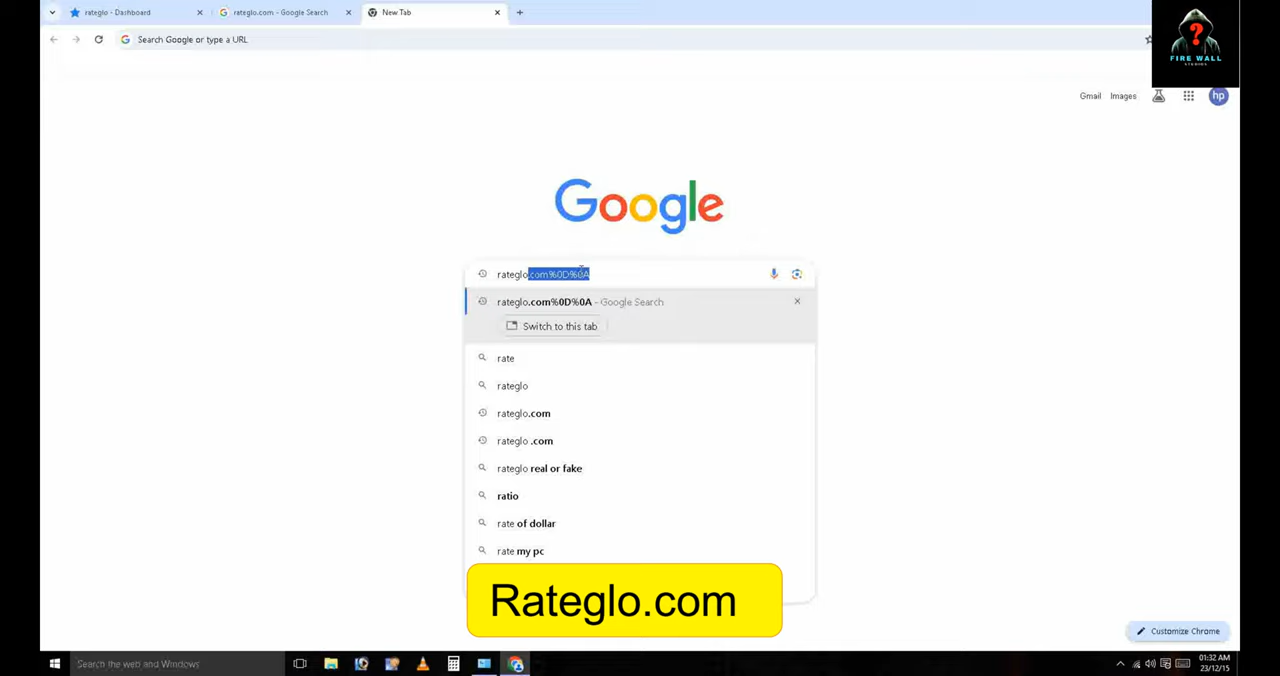 rateglo - Dashboard
rateglo.com - Google Search
New Tab
Search Google or type a URL
?
FIRE WALL
STUDIOS
Gmail
Images
hp
Google
rateglo.com%0D%0A
rateglo.com%0D%0A - Google Search
Switch to this tab
rate
rateglo
rateglo.com
rateglo .com
rateglo real or fake
ratio
rate of dollar
rate my pc
Rateglo.com
Customize Chrome
Search the web and Windows
01:32 AM
23/12/15